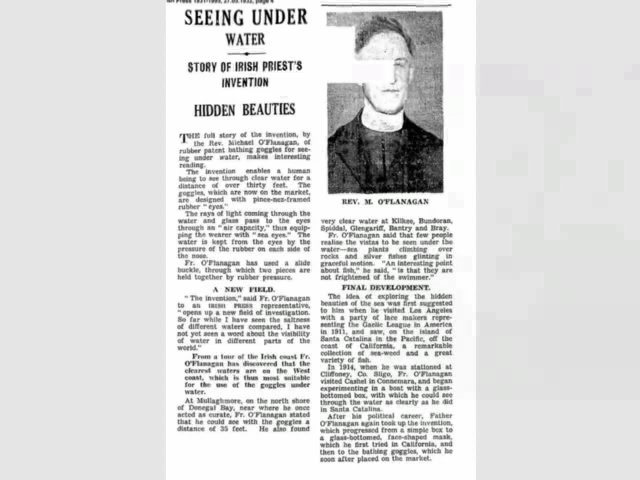 SEEING UNDER
WATER
STORY OF IRISH PRIEST'S
INVENTION
HIDDEN BEAUTIES
THE full story of the invention, by
the Rev. Michael O'Flanagan, of
rubber patent bathing goggles for see-
ing under water, makes interesting
reading.
The invention enables a human
being to see through clear water for a
distance of over thirty feet. The
goggles, which are now on the market,
are designed with pince-nez-framed
rubber "eyes."
The rays of light coming through the
water and glass pass to the eyes
through an "air capacity," thus equip-
ping the wearer with "sea eyes." The
water is kept from the eyes by the
pressure of the rubber on each side of
the nose.
Fr. O'Flanagan has used a slide
buckle, through which two pieces are
held together by rubber pressure.
A NEW FIELD.
"The invention," said Fr. O'Flanagan
to an IRISH PRESS representative,
"opens up a new field of investigation.
So far while I have seen the saltness
of different waters compared, I have
not yet seen a word about the visibility
of water in different parts of the
world."
From a tour of the Irish coast Fr.
O'Flanagan has discovered that the
clearest waters are on the West
coast, which is thus most suitable
for the use of the goggles under
water.
At Mullaghmore, on the north shore
of Donegal Bay, near where he once
acted as curate, Fr. O'Flanagan stated
that he could see with the goggles a
distance of 35 feet. He also found
REV. M. O'FLANAGAN
very clear water at Kilkee, Bundoran,
Spiddal, Glengariff, Bantry and Bray.
Fr. O'Flanagan said that few people
realise the vistas to be seen under the
water—sea plants climbing over
rocks and silver fishes glinting in
graceful motion. "An interesting point
about fish," he said, "is that they are
not frightened of the swimmer."
FINAL DEVELOPMENT.
The idea of exploring the hidden
beauties of the sea was first suggested
to him when he visited Los Angeles
with a party of lace makers repre-
senting the Gaelic League in America
in 1911, and saw, on the island of
Santa Catalina in the Pacific, off the
coast of California, a remarkable
collection of sea-weed and a great
variety of fish.
In 1914, when he was stationed at
Cliffoney, Co. Sligo, Fr. O'Flanagan
visited Cashel in Connemara, and began
experimenting in a boat with a glass-
bottomed box, with which he could see
through the water as clearly as he did
in Santa Catalina.
After his political career, Father
O'Flanagan again took up the invention,
which progressed from a simple box to
a glass-bottomed, face-shaped mask,
which he first tried in California, and
then to the bathing goggles, which he
soon after placed on the market.